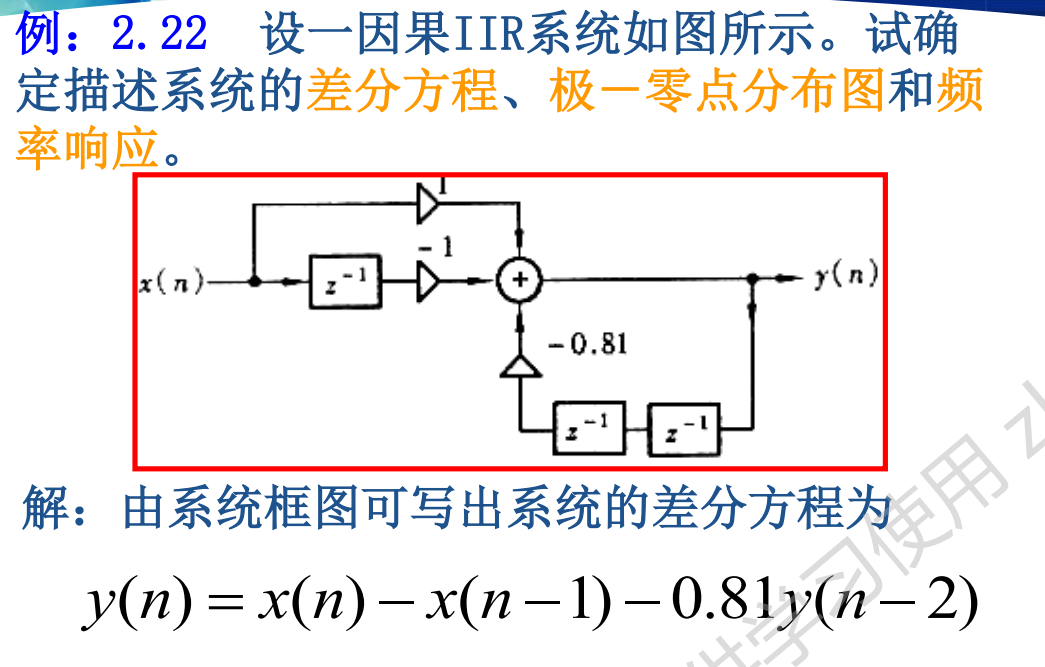 例：2.22 设一因果IIR系统如图所示。试确
定描述系统的差分方程、极－零点分布图和频
率响应。
1
-1
x(n)
z⁻¹
+
y(n)
-0.81
z⁻¹
z⁻¹
解：由系统框图可写出系统的差分方程为
y(n) = x(n) − x(n − 1) − 0.81y(n − 2)
学习使用